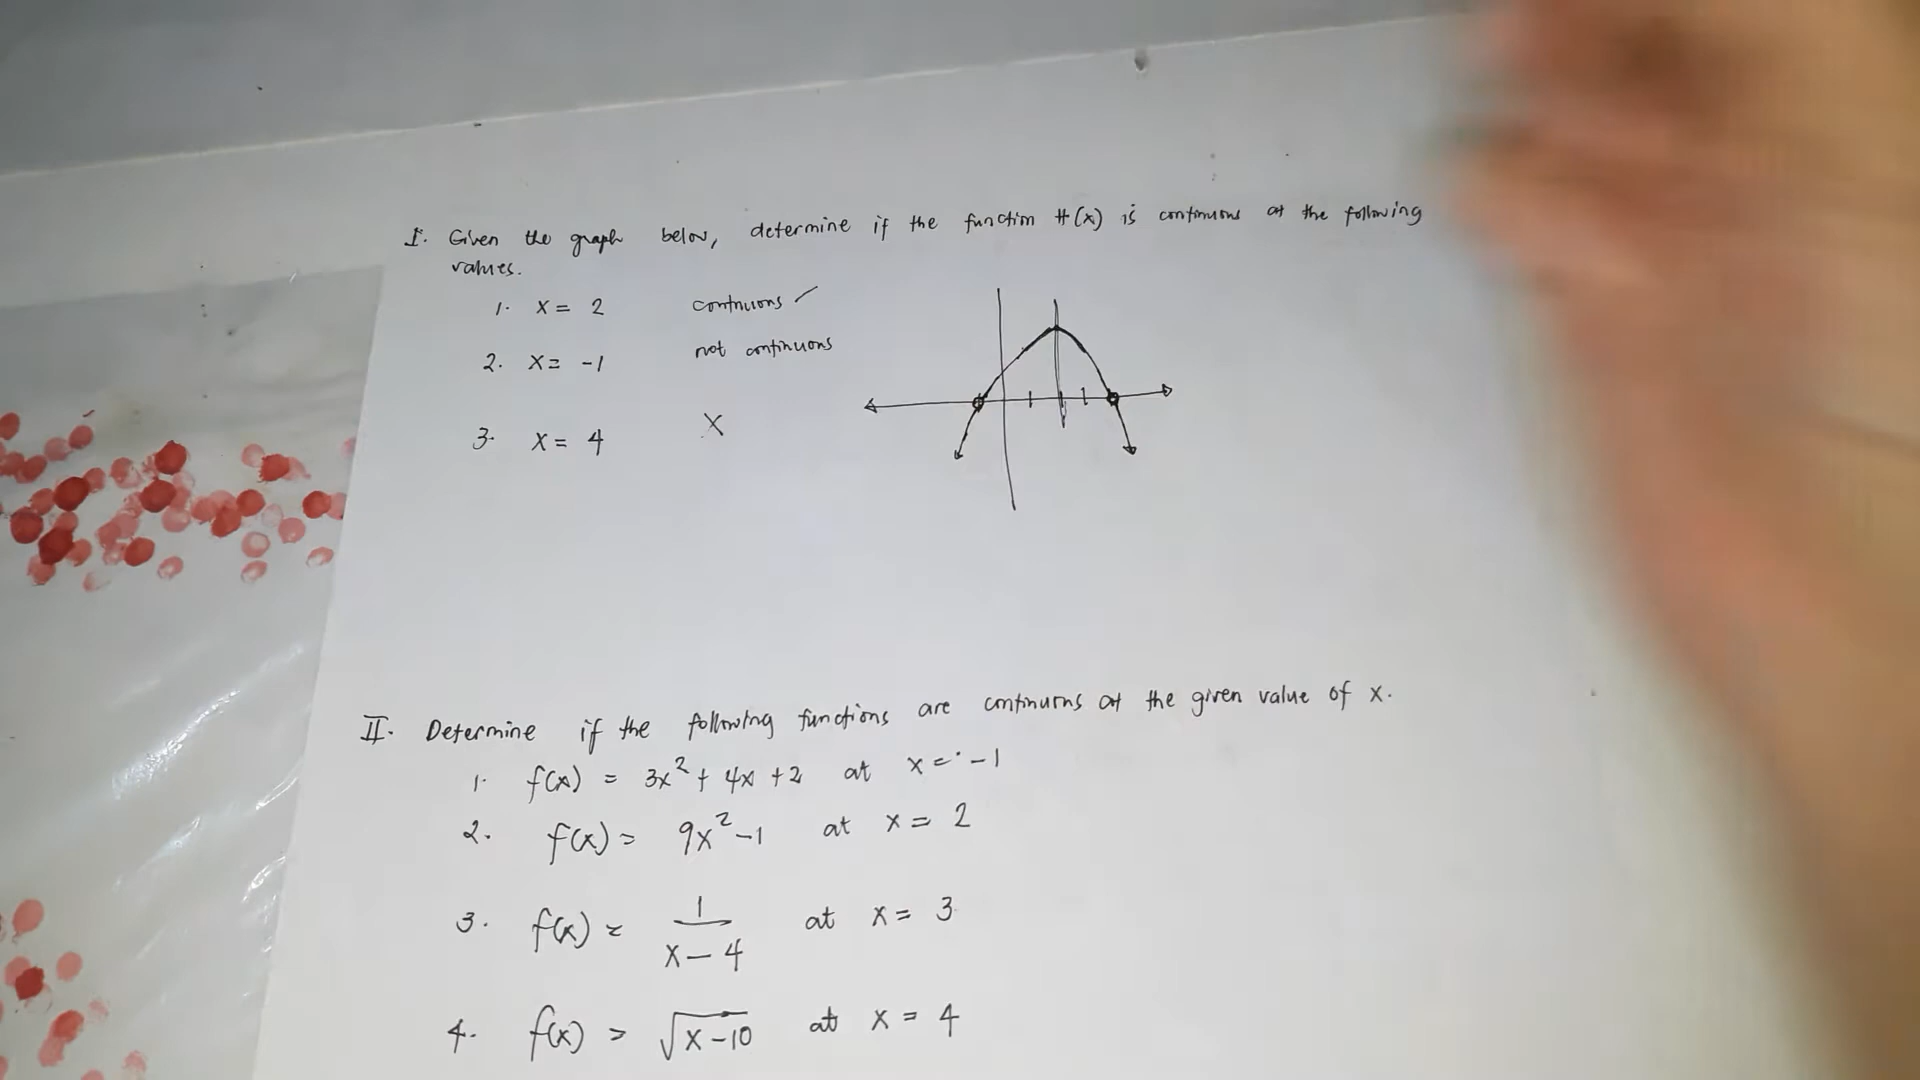 I. Given the graph below, determine if the function H(x) is continuous at the following
values.
1. x = 2 continuous ✓
2. x = -1 not continuous
3. x = 4 X
II. Determine if the following functions are continuous at the given value of x.
1. f(x) = 3x² + 4x + 2 at x = -1
2. f(x) = 9x² - 1 at x = 2
3. f(x) = 1/(x - 4) at x = 3
4. f(x) = √(x - 10) at x = 4